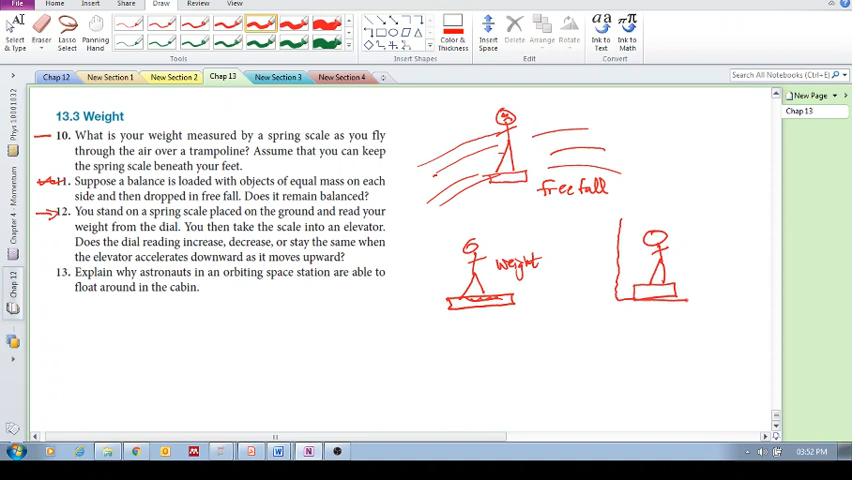 File
Home
Insert
Draw
Review
View
Select & Type
Eraser
Lasso Select
Panning Hand
Color & Thickness
Insert Space
Delete
Arrange
Rotate
Ink to Text
Ink to Math
Tools
Insert Shapes
Edit
Convert
Chap 12
New Section 1
New Section 2
Chap 13
New Section 3
New Section 4
Search All Notebooks (Ctrl+E)
New Page
Chap 13
Phys 10001032
Chapter 4 - Momentum
Chap 12
13.3 Weight
10. What is your weight measured by a spring scale as you fly
through the air over a trampoline? Assume that you can keep
the spring scale beneath your feet.
11. Suppose a balance is loaded with objects of equal mass on each
side and then dropped in free fall. Does it remain balanced?
12. You stand on a spring scale placed on the ground and read your
weight from the dial. You then take the scale into an elevator.
Does the dial reading increase, decrease, or stay the same when
the elevator accelerates downward as it moves upward?
13. Explain why astronauts in an orbiting space station are able to
float around in the cabin.
free fall
weight
03:52 PM